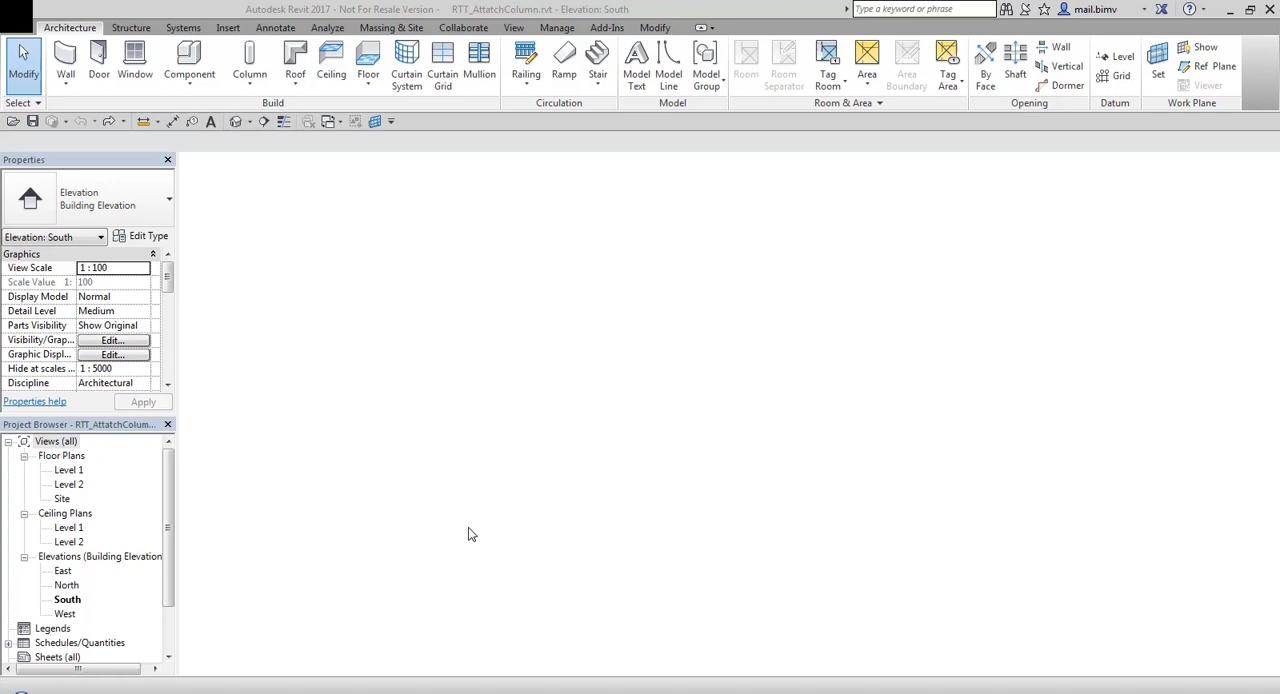 Autodesk Revit 2017 - Not For Resale Version - RTT_AttatchColumn.rvt - Elevation: South
Type a keyword or phrase
mail.bimv
Architecture Structure Systems Insert Annotate Analyze Massing & Site Collaborate View Manage Add-Ins Modify
Modify Wall Door Window Component Column Roof Ceiling Floor Curtain System Curtain Grid Mullion Railing Ramp Stair Model Text Model Line Model Group Room Room Separator Tag Room Area Area Boundary Tag Area By Face Shaft Wall Vertical Dormer Level Grid Set Show Ref Plane Viewer
Select Build Circulation Model Room & Area Opening Datum Work Plane
Properties
Elevation
Building Elevation
Elevation: South Edit Type
Graphics
View Scale 1 : 100
Scale Value 1: 100
Display Model Normal
Detail Level Medium
Parts Visibility Show Original
Visibility/Grap... Edit...
Graphic Displ... Edit...
Hide at scales ... 1 : 5000
Discipline Architectural
Properties help Apply
Project Browser - RTT_AttatchColum...
Views (all)
Floor Plans
Level 1
Level 2
Site
Ceiling Plans
Level 1
Level 2
Elevations (Building Elevation
East
North
South
West
Legends
Schedules/Quantities
Sheets (all)